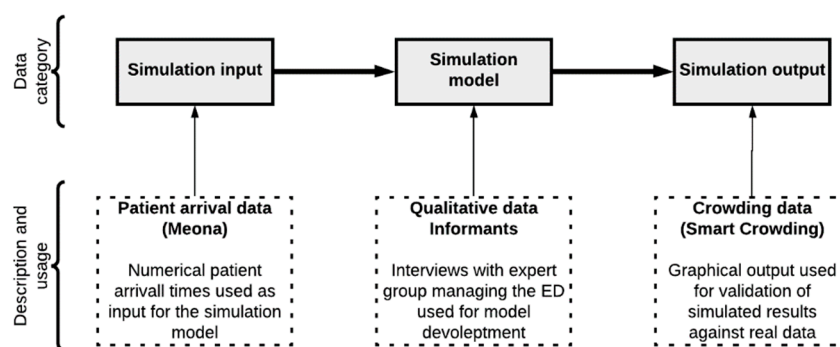 Data
category
Simulation input
Simulation
model
Simulation output
Description and
usage
Patient arrival data
(Meona)
Numerical patient
arrivall times used as
input for the simulation
model
Qualitative data
Informants
Interviews with expert
group managing the ED
used for model
devoleptment
Crowding data
(Smart Crowding)
Graphical output used
for validation of
simulated results
against real data